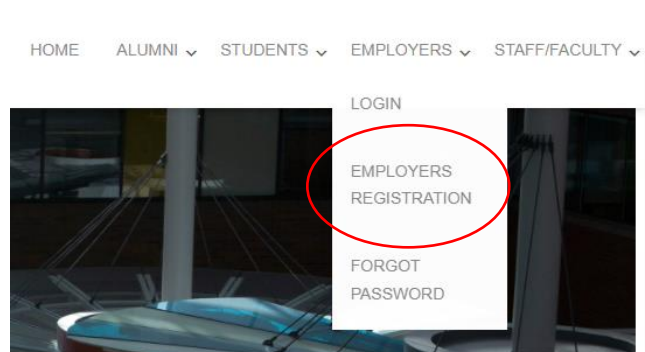 HOME ALUMNI STUDENTS EMPLOYERS STAFF/FACULTY
LOGIN
EMPLOYERS
REGISTRATION
FORGOT
PASSWORD